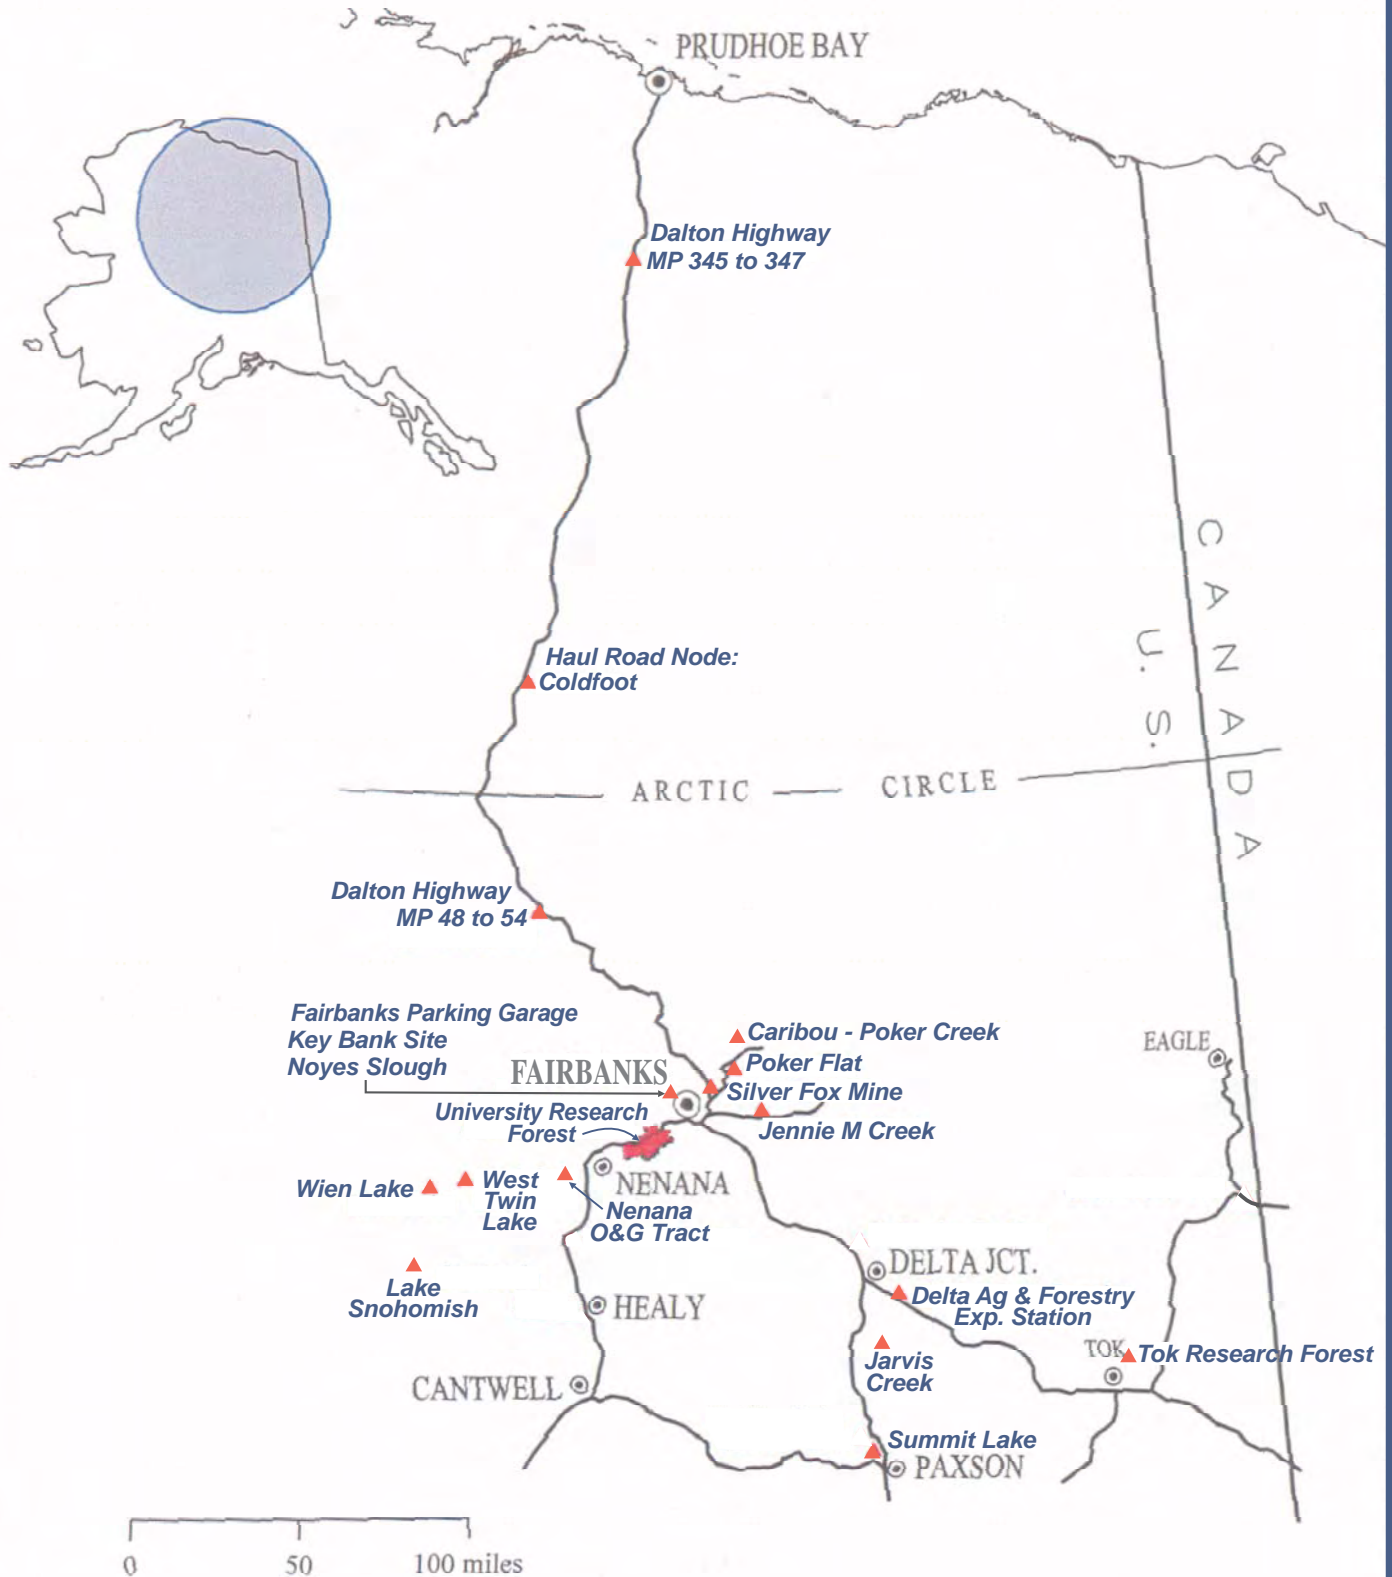 PRUDHOE BAY
Dalton Highway
MP 345 to 347
CANADA
U. S.
Haul Road Node:
Coldfoot
ARCTIC CIRCLE
Dalton Highway
MP 48 to 54
Fairbanks Parking Garage
Key Bank Site
Noyes Slough
FAIRBANKS
Caribou - Poker Creek
Poker Flat
Silver Fox Mine
Jennie M Creek
EAGLE
University Research
Forest
NENANA
Wien Lake
West
Twin
Lake
Nenana
O&G Tract
Lake
Snohomish
HEALY
DELTA JCT.
Delta Ag & Forestry
Exp. Station
Jarvis
Creek
TOK
Tok Research Forest
CANTWELL
Summit Lake
PAXSON
0 50 100 miles